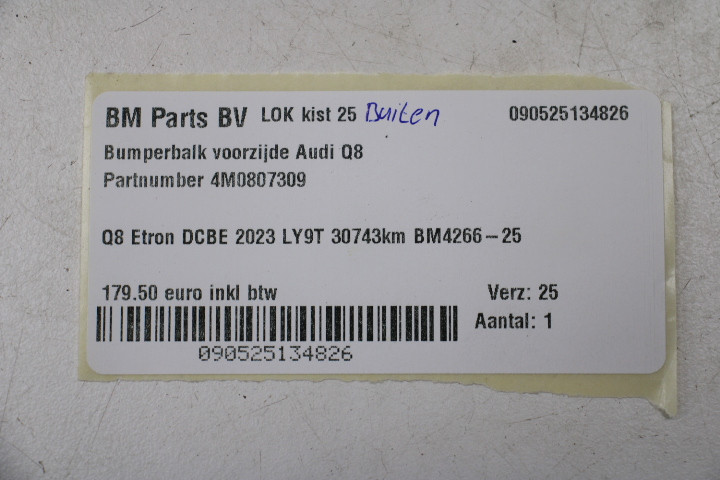 BM Parts BV LOK kist 25 Buiten 090525134826
Bumperbalk voorzijde Audi Q8
Partnumber 4M0807309
Q8 Etron DCBE 2023 LY9T 30743km BM4266-25
179.50 euro inkl btw Verz: 25
Aantal: 1
090525134826